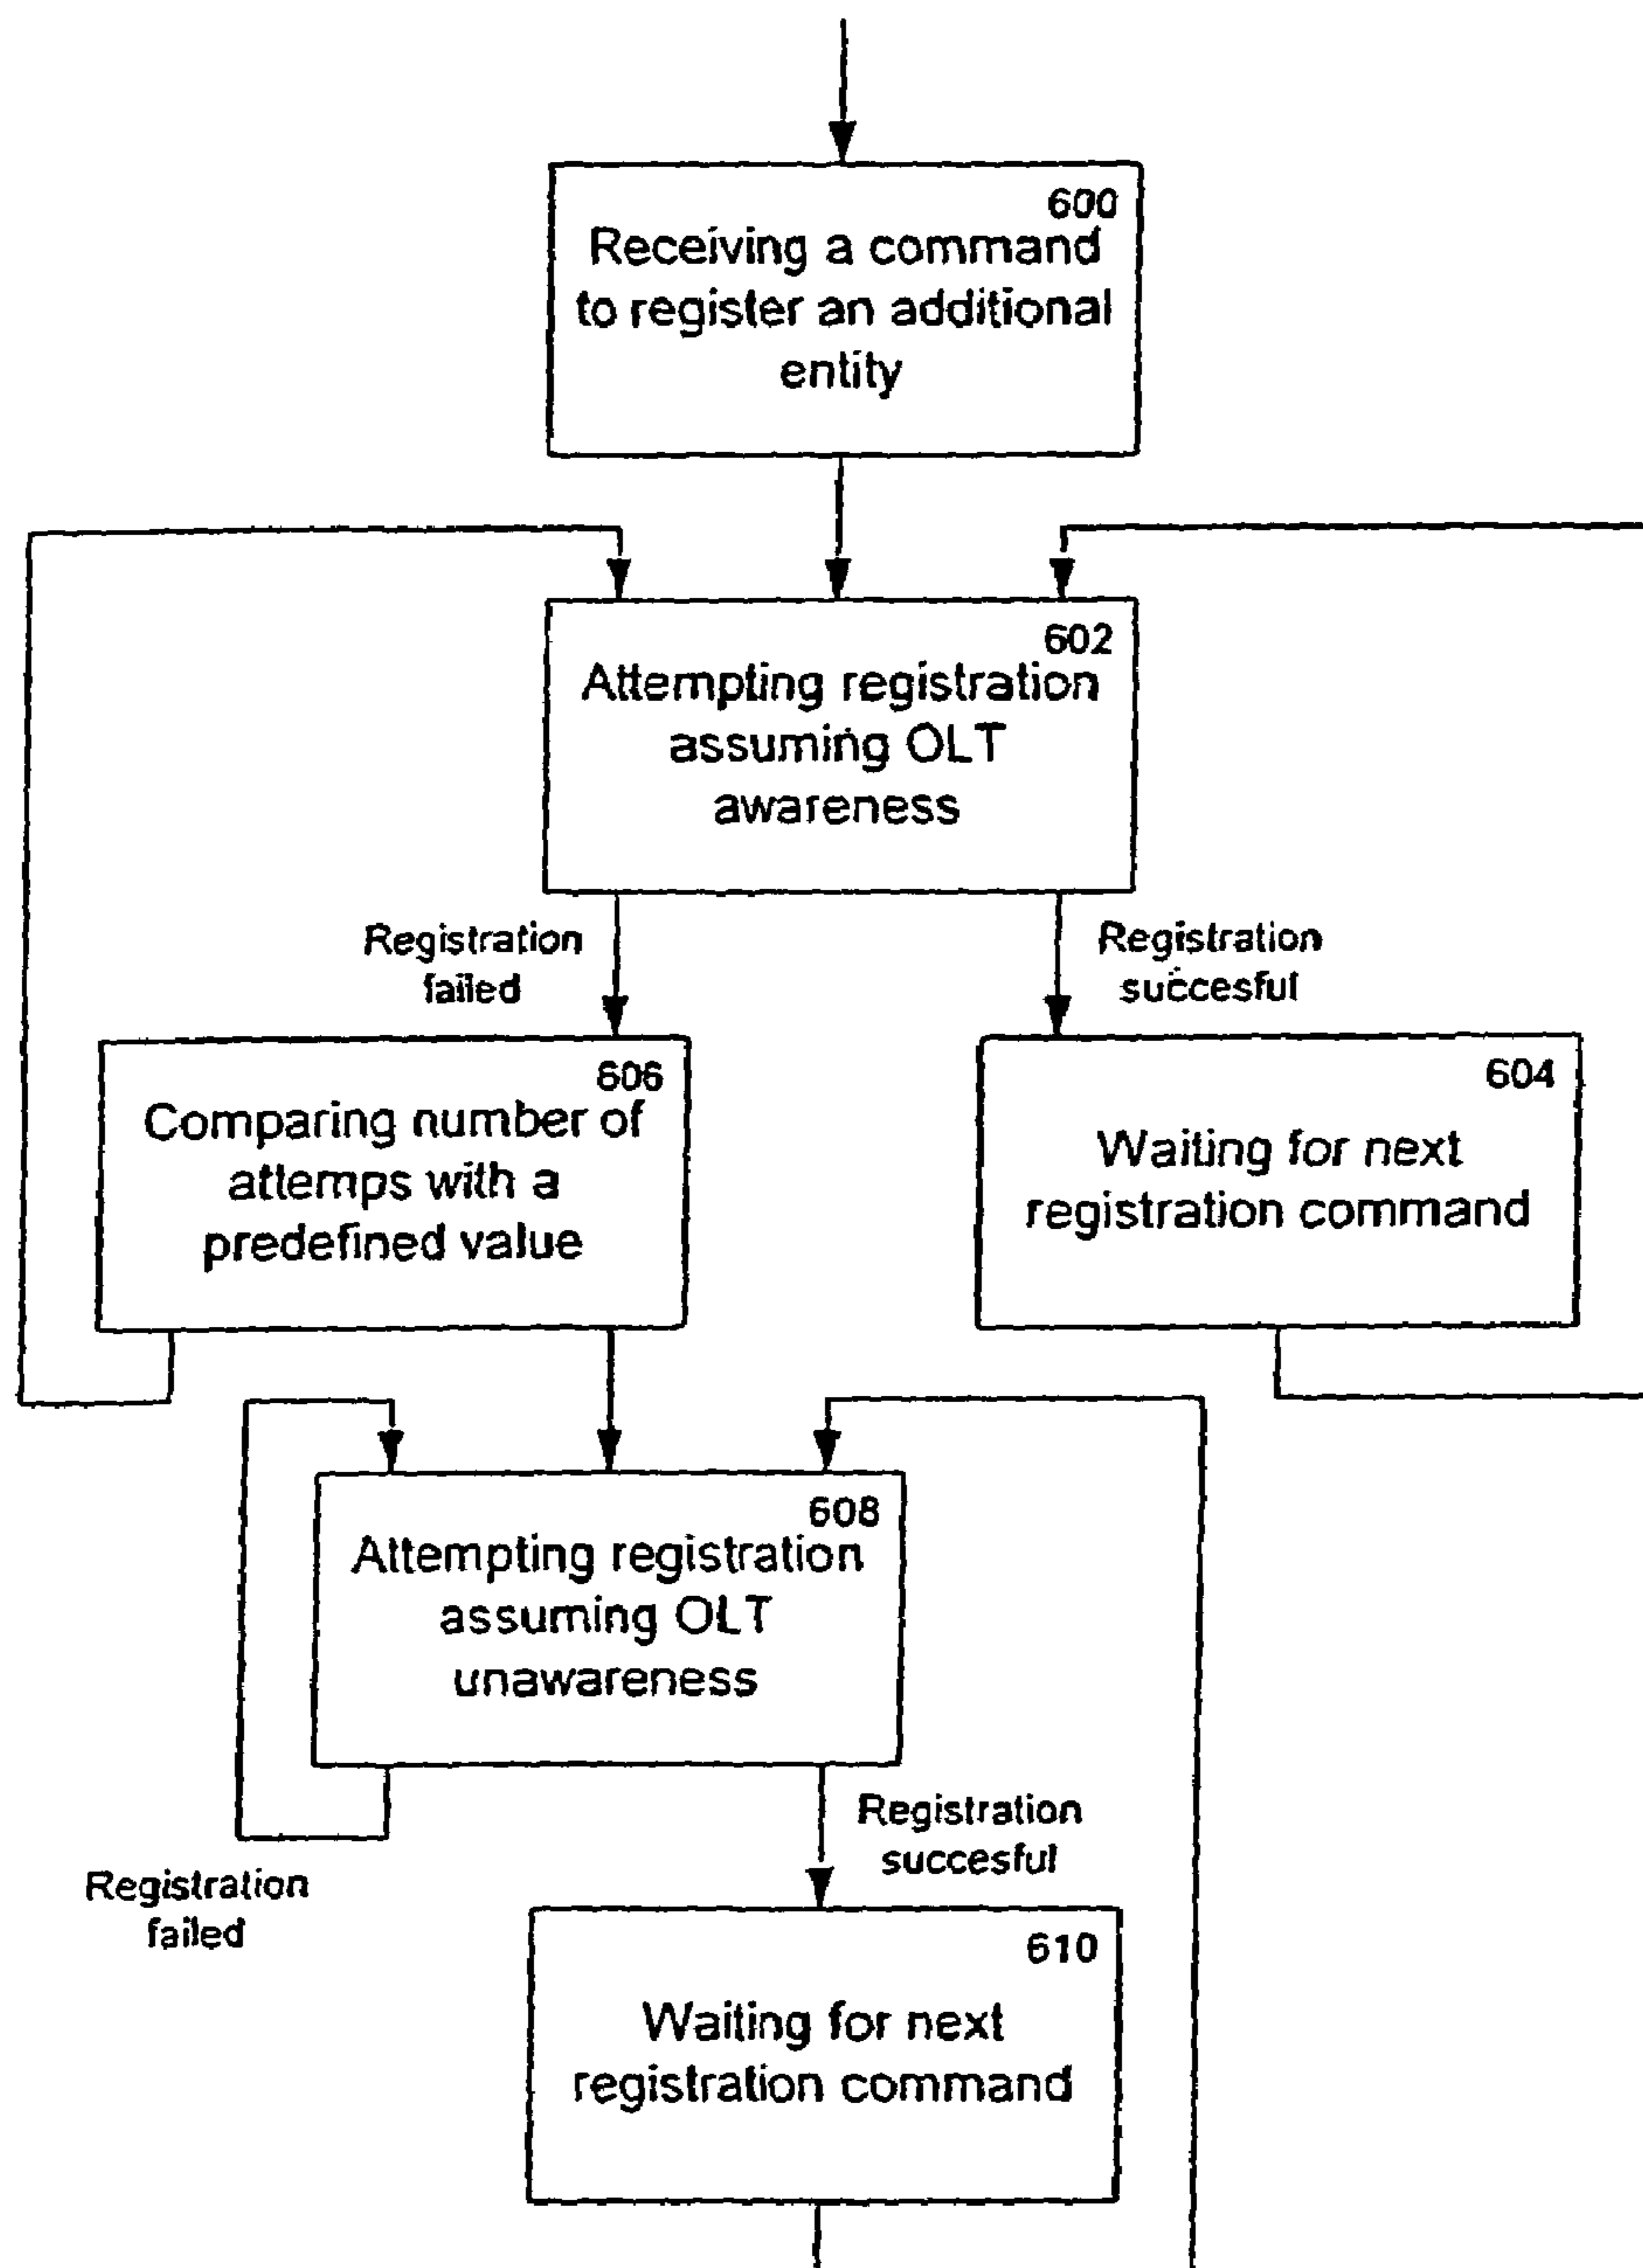 600
Receiving a command
to register an additional
entity
602
Attempting registration
assuming OLT
awareness
Registration
failed
Registration
succesful
606
Comparing number of
attemps with a
predefined value
604
Waiting for next
registration command
608
Attempting registration
assuming OLT
unawareness
Registration
succesful
Registration
failed
610
Waiting for next
registration command